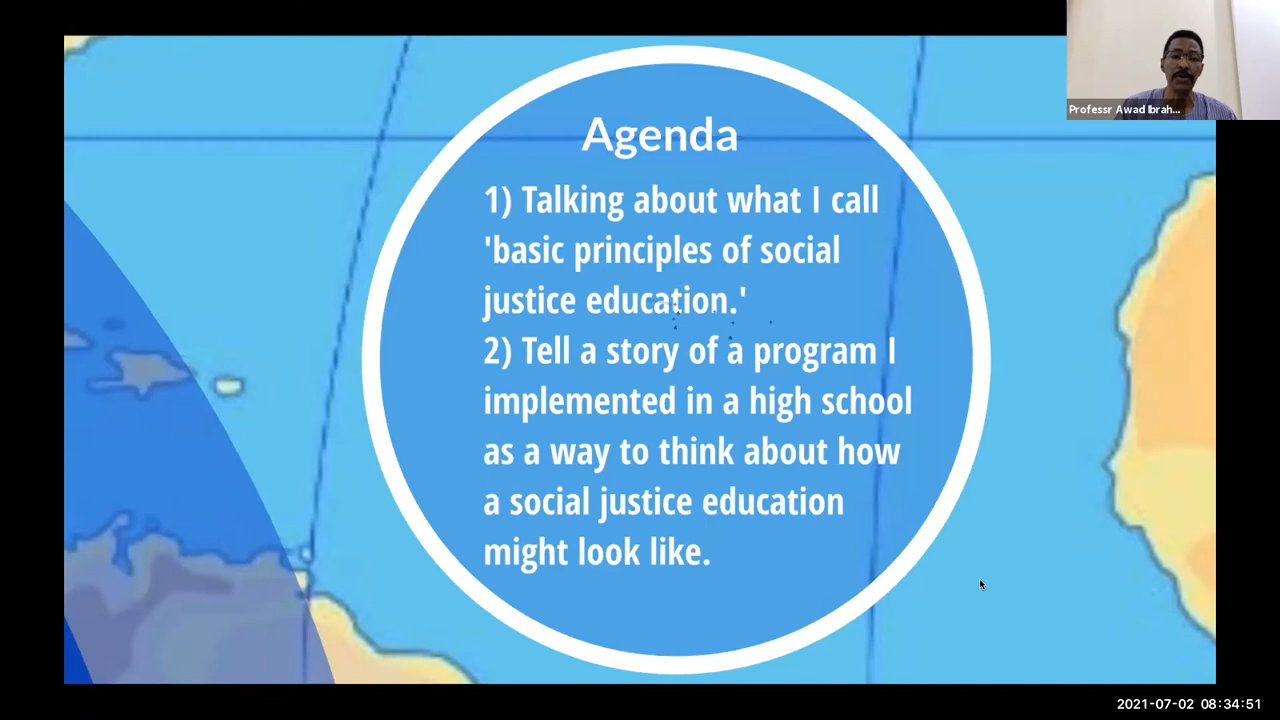 Professr Awad Ibrah...
Agenda
1) Talking about what I call
'basic principles of social
justice education.'
2) Tell a story of a program I
implemented in a high school
as a way to think about how
a social justice education
might look like.
2021-07-02 08:34:51